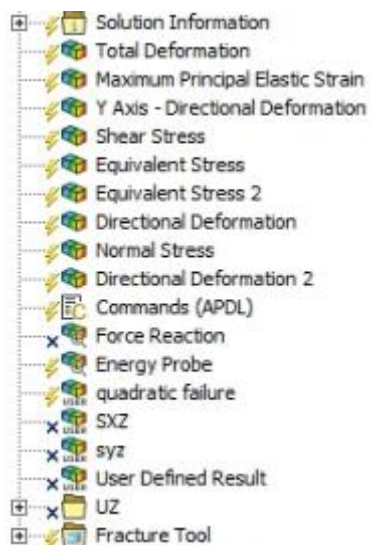 Solution Information
Total Deformation
Maximum Principal Elastic Strain
Y Axis - Directional Deformation
Shear Stress
Equivalent Stress
Equivalent Stress 2
Directional Deformation
Normal Stress
Directional Deformation 2
Commands (APDL)
Force Reaction
Energy Probe
quadratic failure
SXZ
syz
User Defined Result
UZ
Fracture Tool